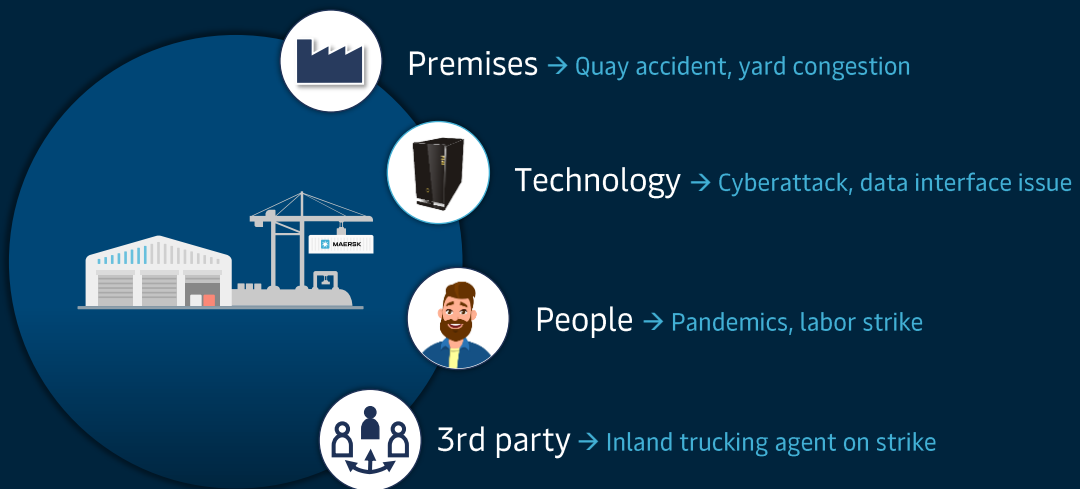 Premises → Quay accident, yard congestion
Technology → Cyberattack, data interface issue
MAERSK
People → Pandemics, labor strike
3rd party → Inland trucking agent on strike